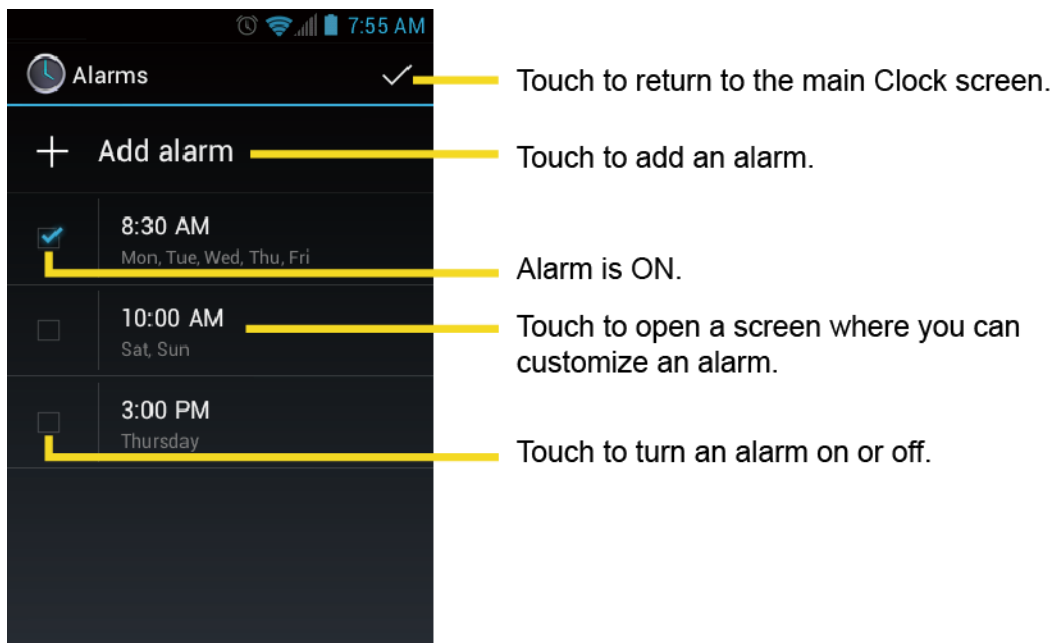 7:55 AM
Alarms
Touch to return to the main Clock screen.
Add alarm
Touch to add an alarm.
8:30 AM
Mon, Tue, Wed, Thu, Fri
Alarm is ON.
10:00 AM
Sat, Sun
Touch to open a screen where you can
customize an alarm.
3:00 PM
Thursday
Touch to turn an alarm on or off.